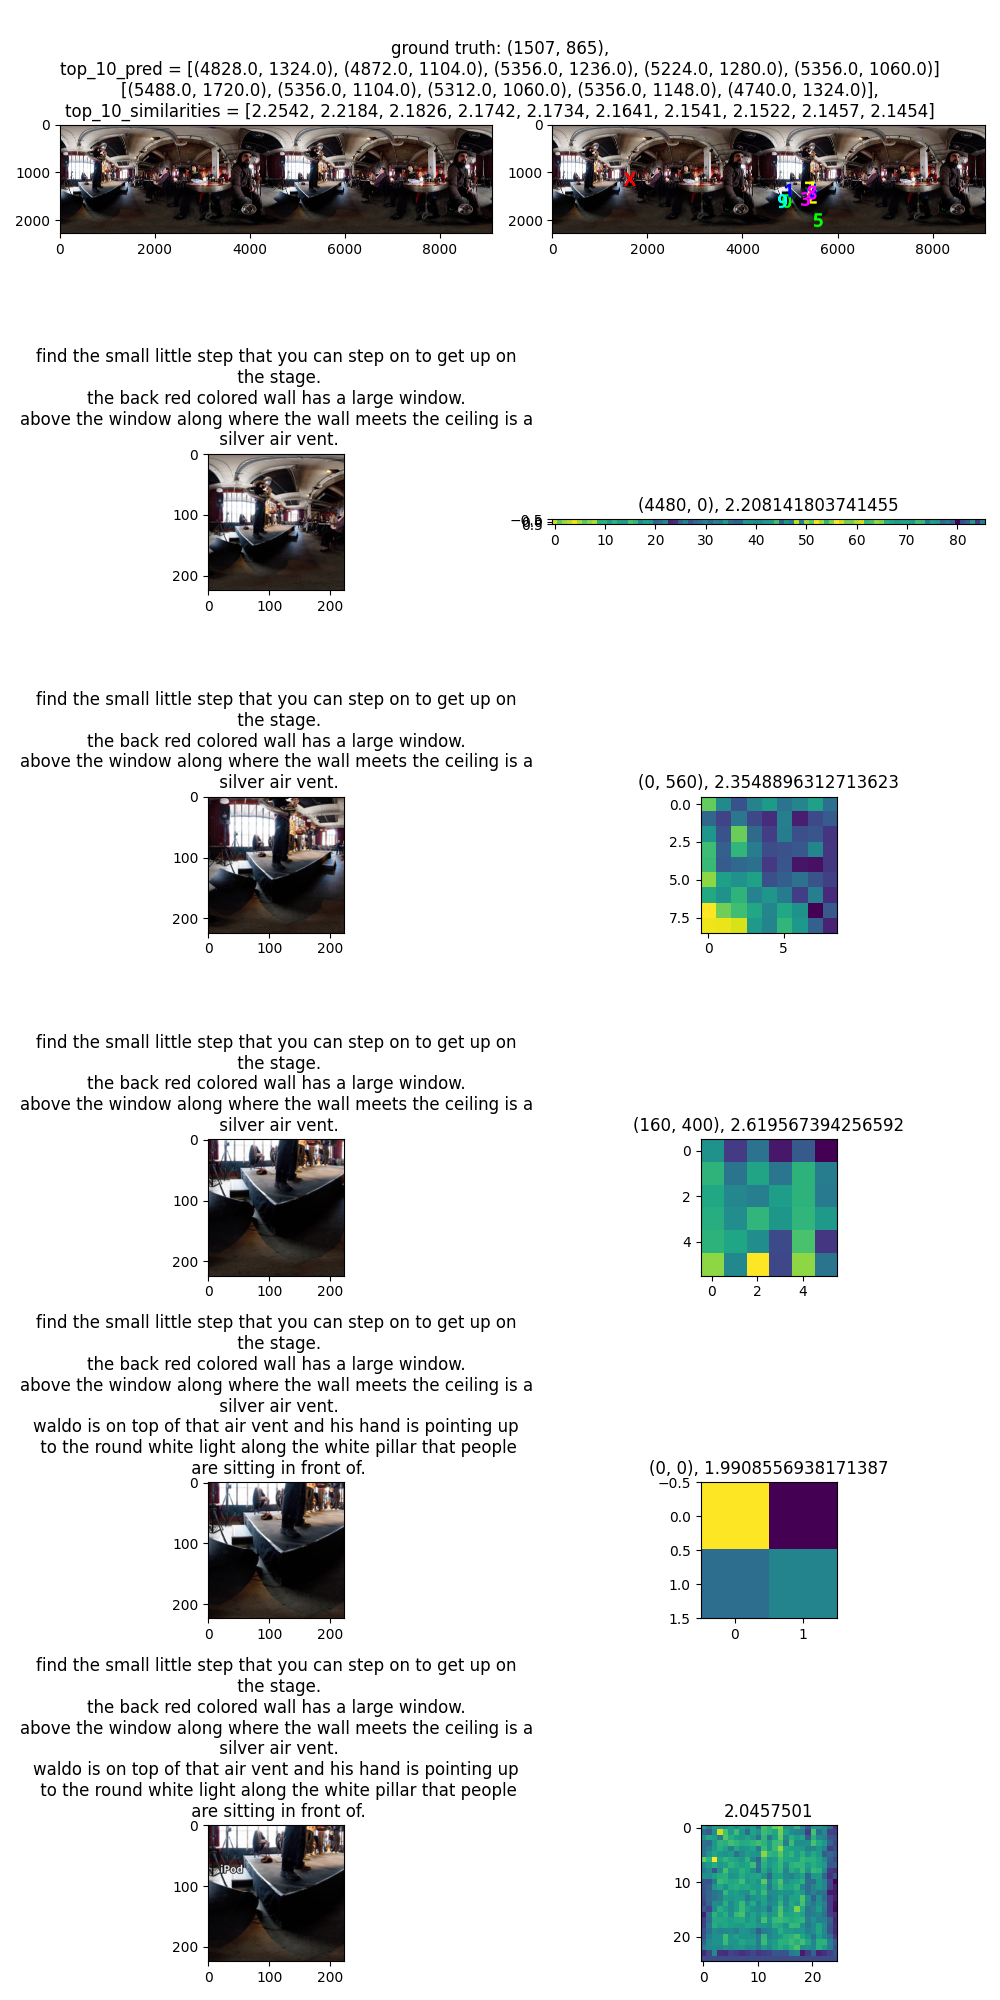 ground truth: (1507, 865),
top_10_pred = [(4828.0, 1324.0), (4872.0, 1104.0), (5356.0, 1236.0), (5224.0, 1280.0), (5356.0, 1060.0)]
[(5488.0, 1720.0), (5356.0, 1104.0), (5312.0, 1060.0), (5356.0, 1148.0), (4740.0, 1324.0)],
top_10_similarities = [2.2542, 2.2184, 2.1826, 2.1742, 2.1734, 2.1641, 2.1541, 2.1522, 2.1457, 2.1454]
0
1000
2000
0 2000 4000 6000 8000
0
1000
2000
X
1
9
3
5
0 2000 4000 6000 8000
find the small little step that you can step on to get up on
the stage.
the back red colored wall has a large window.
above the window along where the wall meets the ceiling is a
silver air vent.
0
100
200
0 100 200
(4480, 0), 2.208141803741455
0 10 20 30 40 50 60 70 80
find the small little step that you can step on to get up on
the stage.
the back red colored wall has a large window.
above the window along where the wall meets the ceiling is a
silver air vent.
0
100
200
0 100 200
(0, 560), 2.3548896312713623
0.0
2.5
5.0
7.5
0 5
find the small little step that you can step on to get up on
the stage.
the back red colored wall has a large window.
above the window along where the wall meets the ceiling is a
silver air vent.
0
100
200
0 100 200
(160, 400), 2.619567394256592
0
2
4
0 2 4
find the small little step that you can step on to get up on
the stage.
the back red colored wall has a large window.
above the window along where the wall meets the ceiling is a
silver air vent.
waldo is on top of that air vent and his hand is pointing up
to the round white light along the white pillar that people
are sitting in front of.
0
100
200
0 100 200
(0, 0), 1.9908556938171387
−0.5
0.0
0.5
1.0
1.5
0 1
find the small little step that you can step on to get up on
the stage.
the back red colored wall has a large window.
above the window along where the wall meets the ceiling is a
silver air vent.
waldo is on top of that air vent and his hand is pointing up
to the round white light along the white pillar that people
are sitting in front of.
0
100
200
iPod
0 100 200
2.0457501
0
10
20
0 10 20